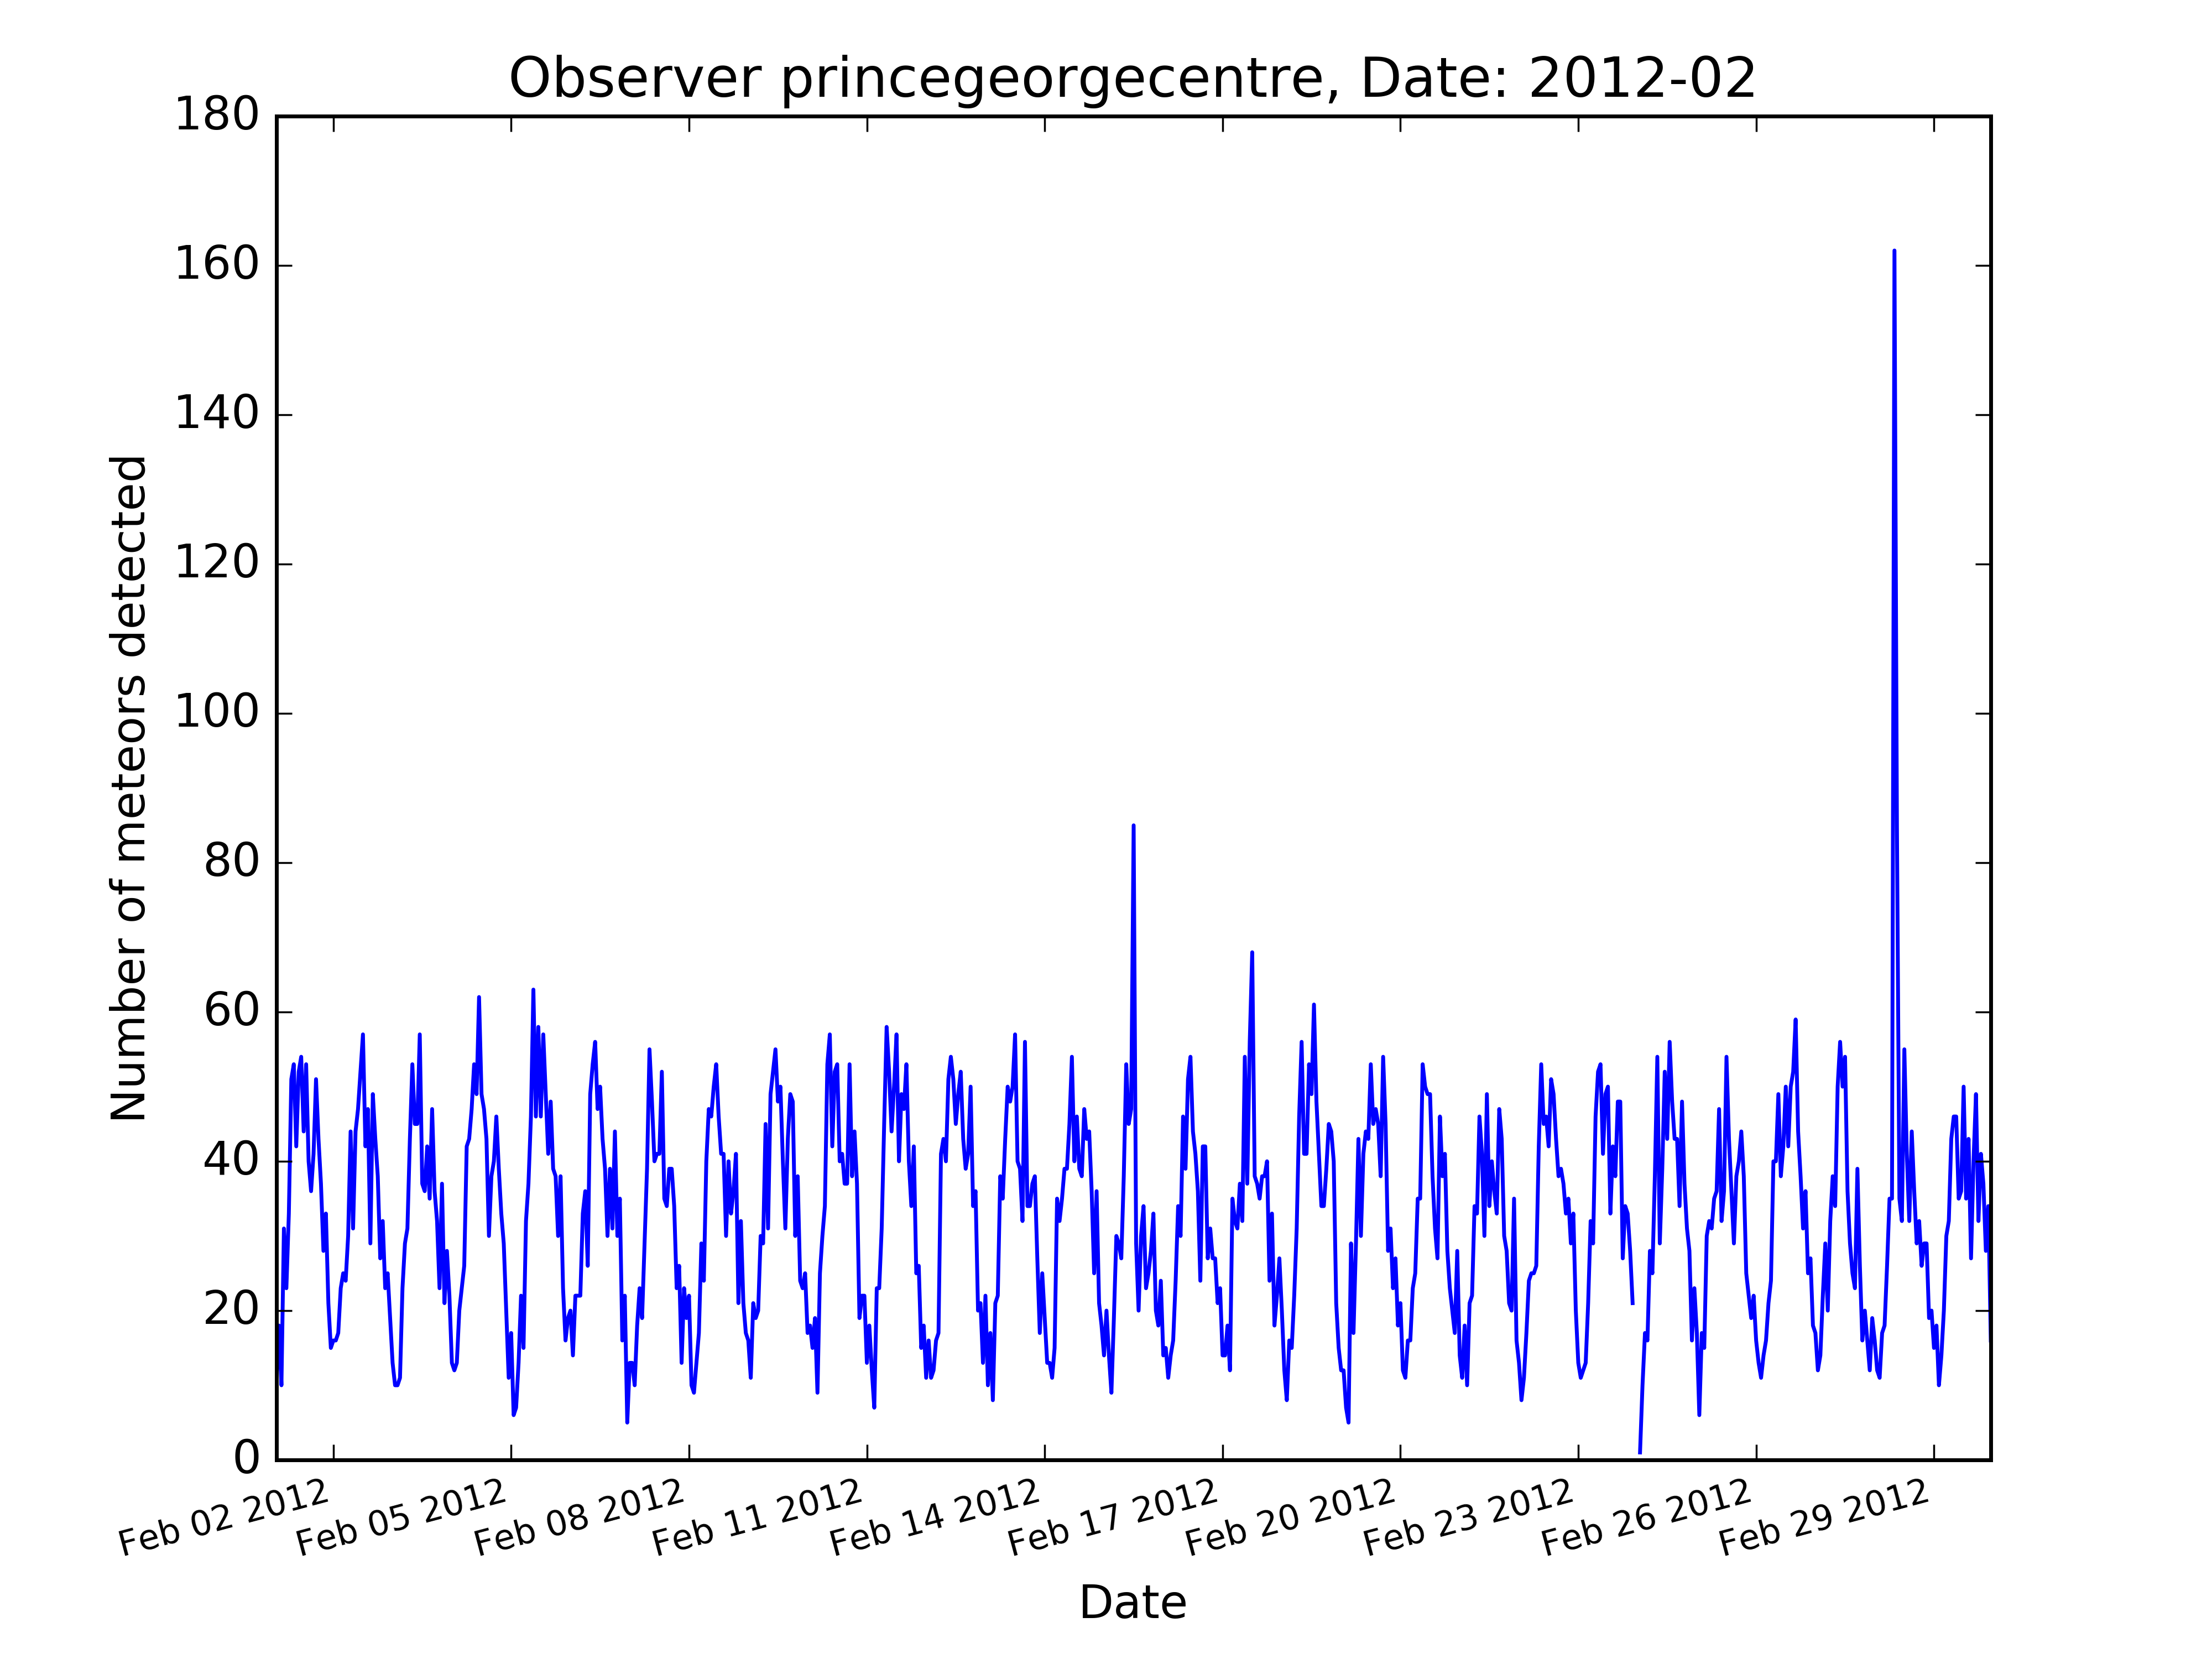 Observer princegeorgecentre, Date: 2012-02
180
160
140
120
100
80
60
40
20
0
Number of meteors detected
Feb 02 2012
Feb 05 2012
Feb 08 2012
Feb 11 2012
Feb 14 2012
Feb 17 2012
Feb 20 2012
Feb 23 2012
Feb 26 2012
Feb 29 2012
Date